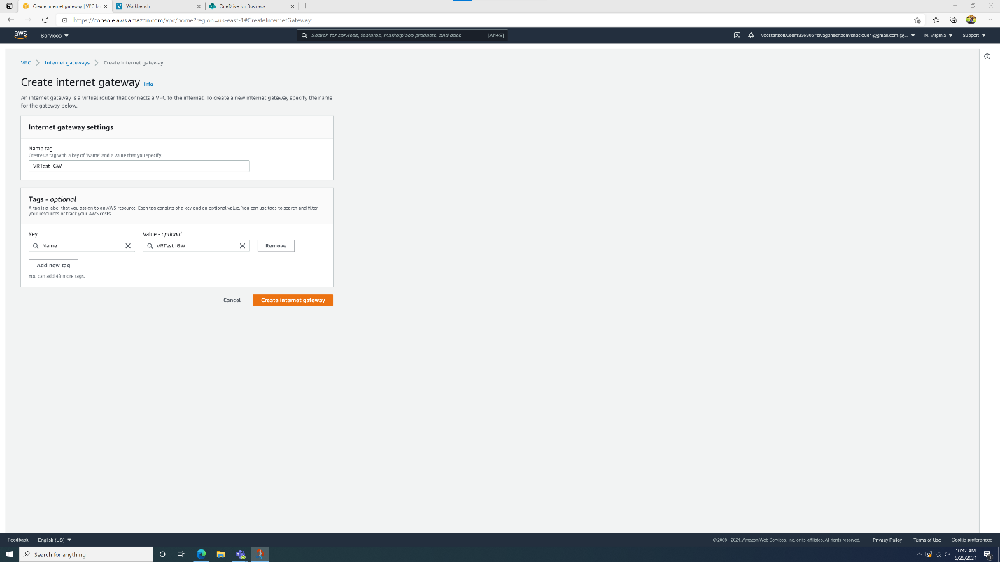 Create internet gateway | VPC M
Workbench
OneDrive for Business
https://console.aws.amazon.com/vpc/home?region=us-east-1#CreateInternetGateway:
aws
Services
Search for services, features, marketplace products, and docs
[Alt+S]
vocstartsoft/user1336305=sivaganeshadhvithacloud1@gmail.com @...
N. Virginia
Support
VPC
Internet gateways
Create internet gateway
Create internet gateway Info
An internet gateway is a virtual router that connects a VPC to the internet. To create a new internet gateway specify the name
for the gateway below.
Internet gateway settings
Name tag
Creates a tag with a key of 'Name' and a value that you specify.
VRTest IGW
Tags - optional
A tag is a label that you assign to an AWS resource. Each tag consists of a key and an optional value. You can use tags to search and filter
your resources or track your AWS costs.
Key
Value - optional
Name
VRTest IGW
Remove
Add new tag
You can add 49 more tags.
Cancel
Create internet gateway
Feedback
English (US)
© 2008 - 2021, Amazon Web Services, Inc. or its affiliates. All rights reserved.
Privacy Policy
Terms of Use
Cookie preferences
Search for anything
10:42 AM
5/25/2021